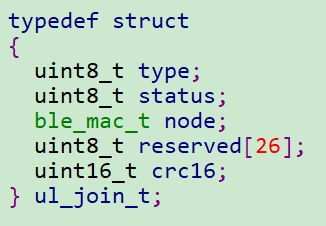 typedef struct
{
  uint8_t type;
  uint8_t status;
  ble_mac_t node;
  uint8_t reserved[26];
  uint16_t crc16;
} ul_join_t;